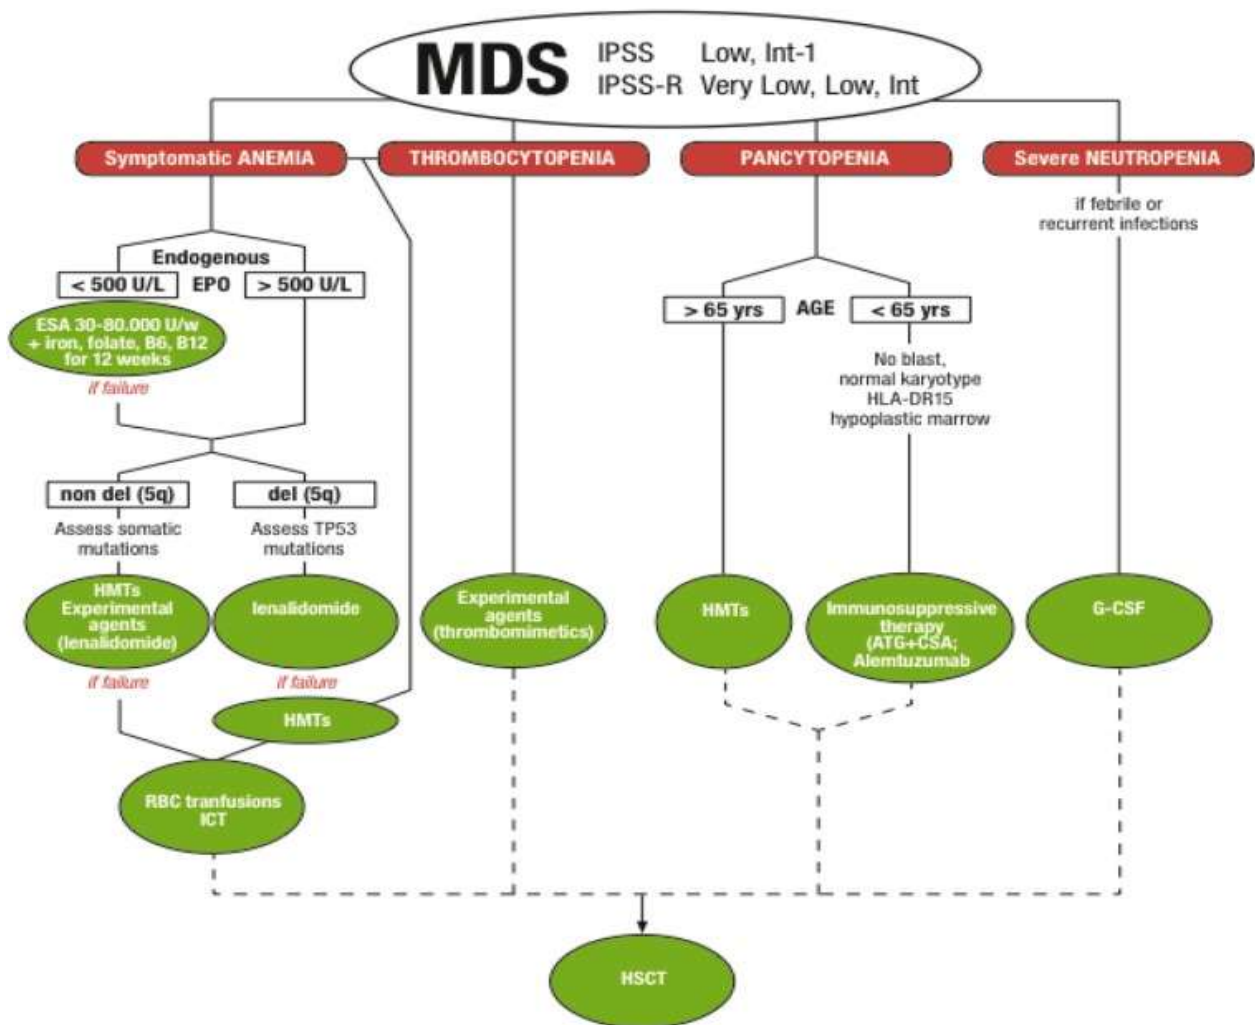 MDS
IPSS Low, Int-1
IPSS-R Very Low, Low, Int
Symptomatic ANEMIA
THROMBOCYTOPENIA
PANCYTOPENIA
Severe NEUTROPENIA
if febrile or
recurrent infections
Endogenous
< 500 U/L EPO > 500 U/L
ESA 30-80.000 U/w
+ iron, folate, B6, B12
for 12 weeks
if failure
> 65 yrs AGE < 65 yrs
No blast,
normal karyotype
HLA-DR15
hypoplastic marrow
non del (5q)
Assess somatic
mutations
del (5q)
Assess TP53
mutations
HMTs
Experimental
agents
(lenalidomide)
if failure
lenalidomide
if failure
HMTs
Experimental
agents
(thrombomimetics)
HMTs
Immunosuppressive
therapy
(ATG+CSA;
Alemtuzumab
G-CSF
RBC tranfusions
ICT
HSCT